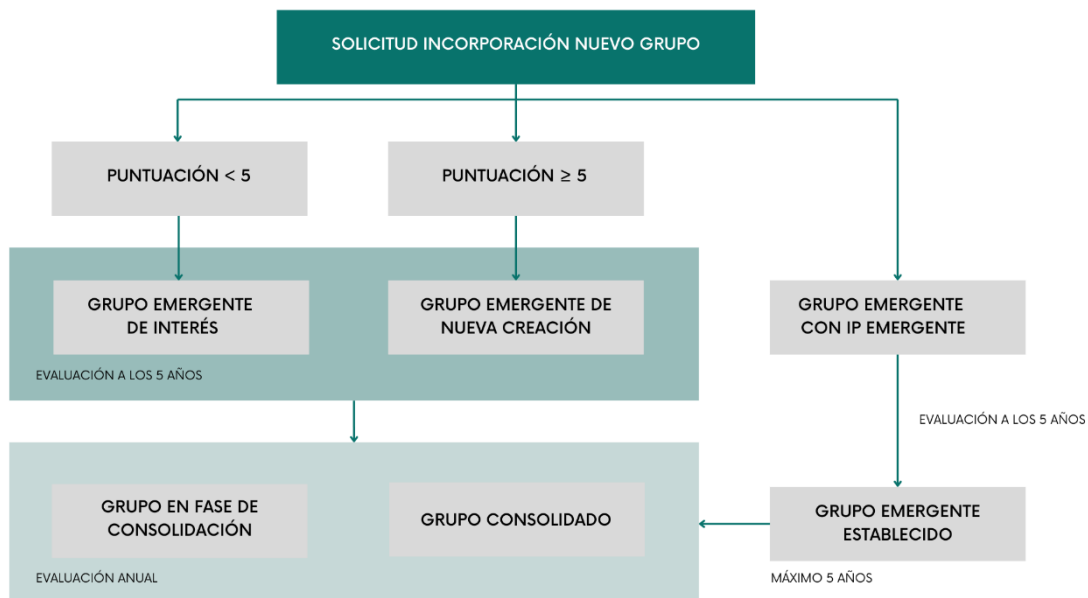 SOLICITUD INCORPORACIÓN NUEVO GRUPO
PUNTUACIÓN < 5
PUNTUACIÓN ≥ 5
GRUPO EMERGENTE
DE INTERÉS
GRUPO EMERGENTE DE
NUEVA CREACIÓN
GRUPO EMERGENTE
CON IP EMERGENTE
EVALUACIÓN A LOS 5 AÑOS
EVALUACIÓN A LOS 5 AÑOS
GRUPO EN FASE DE
CONSOLIDACIÓN
GRUPO CONSOLIDADO
GRUPO EMERGENTE
ESTABLECIDO
EVALUACIÓN ANUAL
MÁXIMO 5 AÑOS